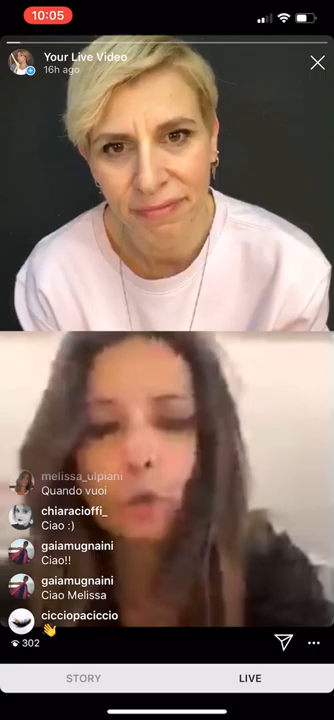 10:05
Your Live Video
16h ago
melissa_ulpiani
Quando vuoi
chiaracioffi_
Ciao :)
gaiamugnaini
Ciao!!
gaiamugnaini
Ciao Melissa
cicciopaciccio
👋
302
STORY
LIVE